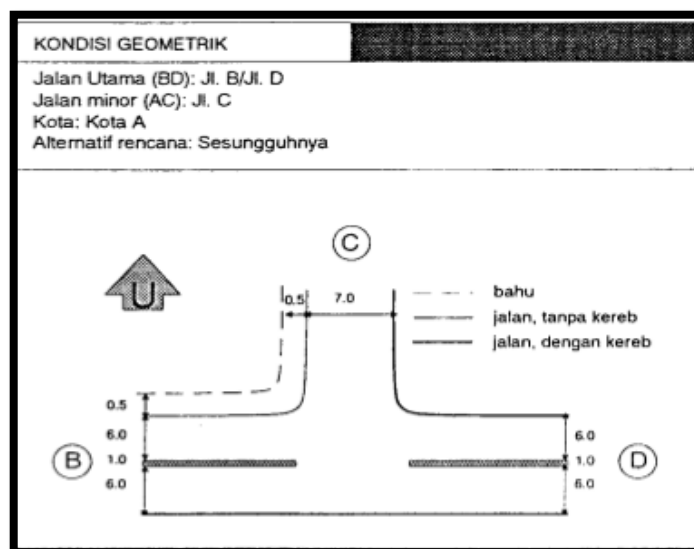 KONDISI GEOMETRIK
Jalan Utama (BD): Jl. B/Jl. D
Jalan minor (AC): Jl. C
Kota: Kota A
Alternatif rencana: Sesungguhnya
C
U
0.5 7.0
bahu
jalan, tanpa kereb
jalan, dengan kereb
0.5
6.0 6.0
B 1.0 1.0 D
6.0 6.0